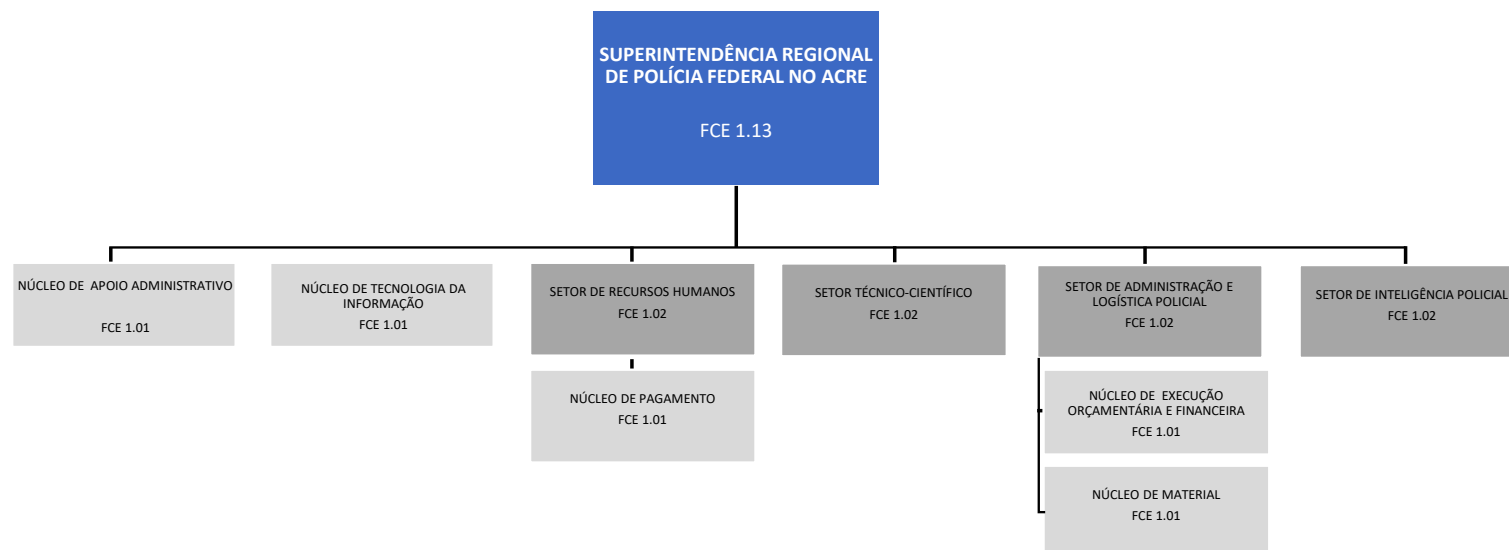 SUPERINTENDÊNCIA REGIONAL
DE POLÍCIA FEDERAL NO ACRE
FCE 1.13
NÚCLEO DE APOIO ADMINISTRATIVO
FCE 1.01
NÚCLEO DE TECNOLOGIA DA
INFORMAÇÃO
FCE 1.01
SETOR DE RECURSOS HUMANOS
FCE 1.02
SETOR TÉCNICO-CIENTÍFICO
FCE 1.02
SETOR DE ADMINISTRAÇÃO E
LOGÍSTICA POLICIAL
FCE 1.02
SETOR DE INTELIGÊNCIA POLICIAL
FCE 1.02
NÚCLEO DE PAGAMENTO
FCE 1.01
NÚCLEO DE EXECUÇÃO
ORÇAMENTÁRIA E FINANCEIRA
FCE 1.01
NÚCLEO DE MATERIAL
FCE 1.01